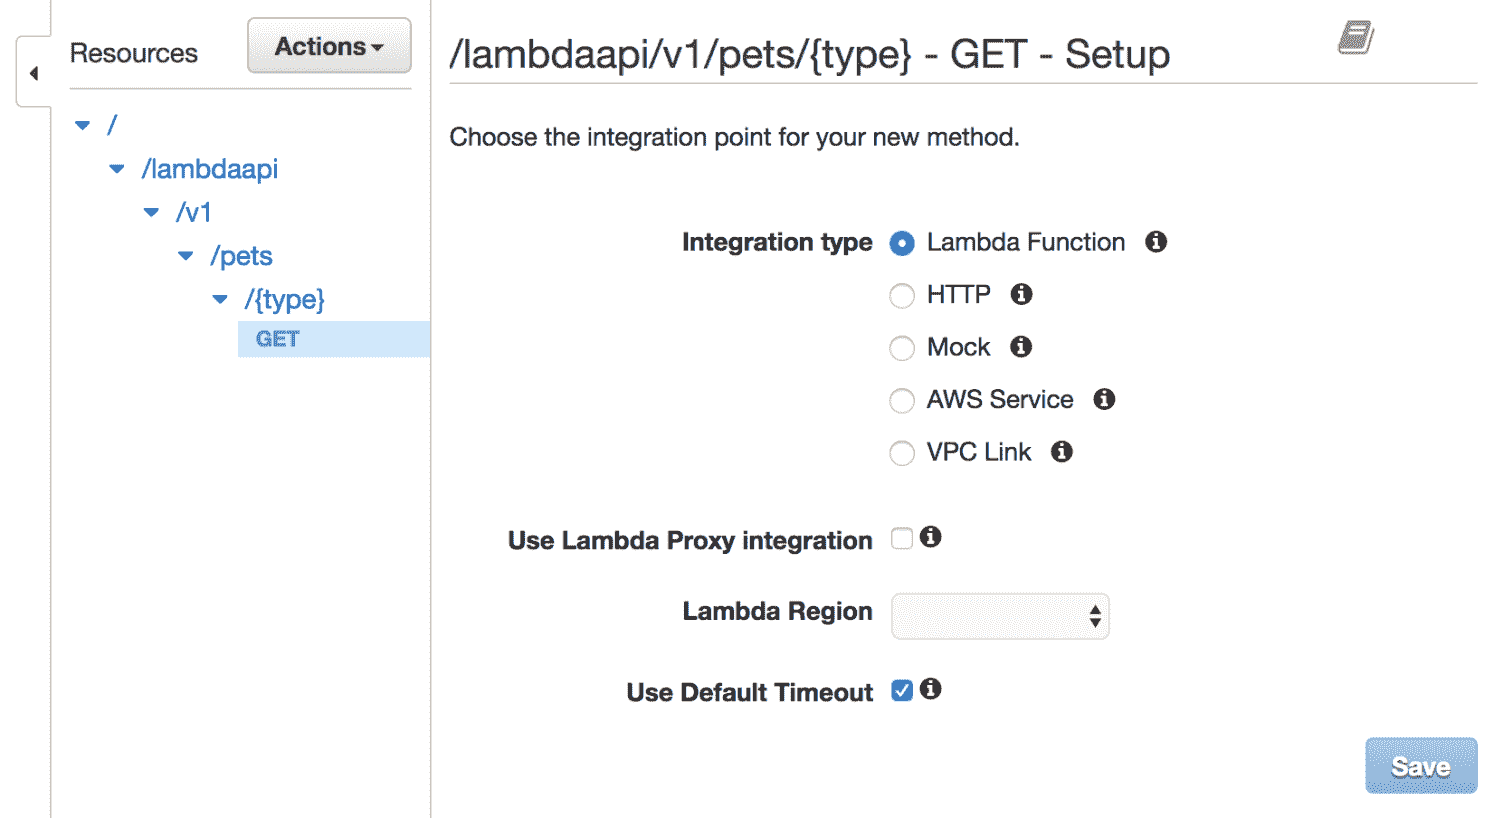 Resources
Actions
/
/lambdaapi
/v1
/pets
/{type}
GET
/lambdaapi/v1/pets/{type} - GET - Setup
Choose the integration point for your new method.
Integration type
Lambda Function
HTTP
Mock
AWS Service
VPC Link
Use Lambda Proxy integration
Lambda Region
Use Default Timeout
Save